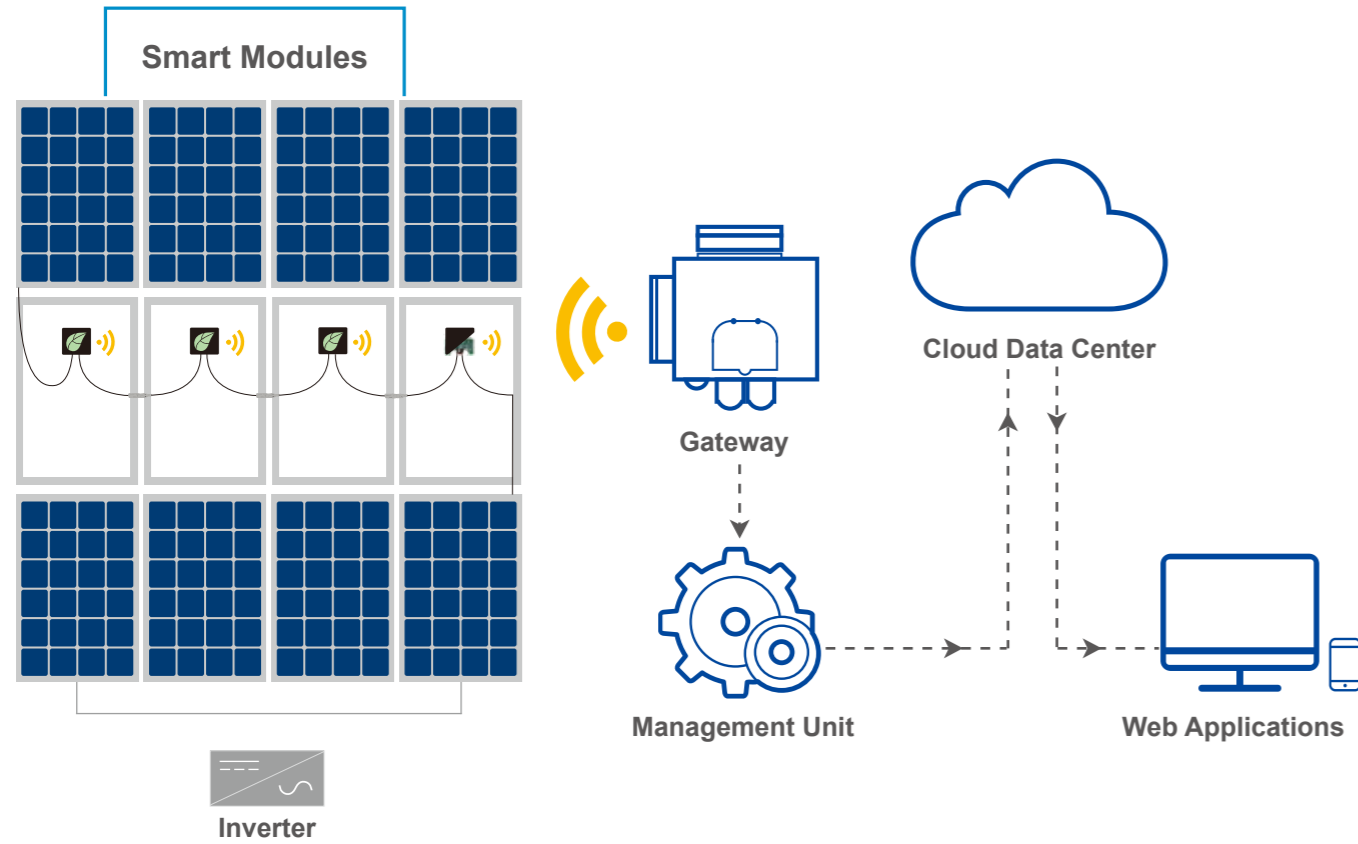 Smart Modules
Cloud Data Center
Gateway
Management Unit
Web Applications
Inverter